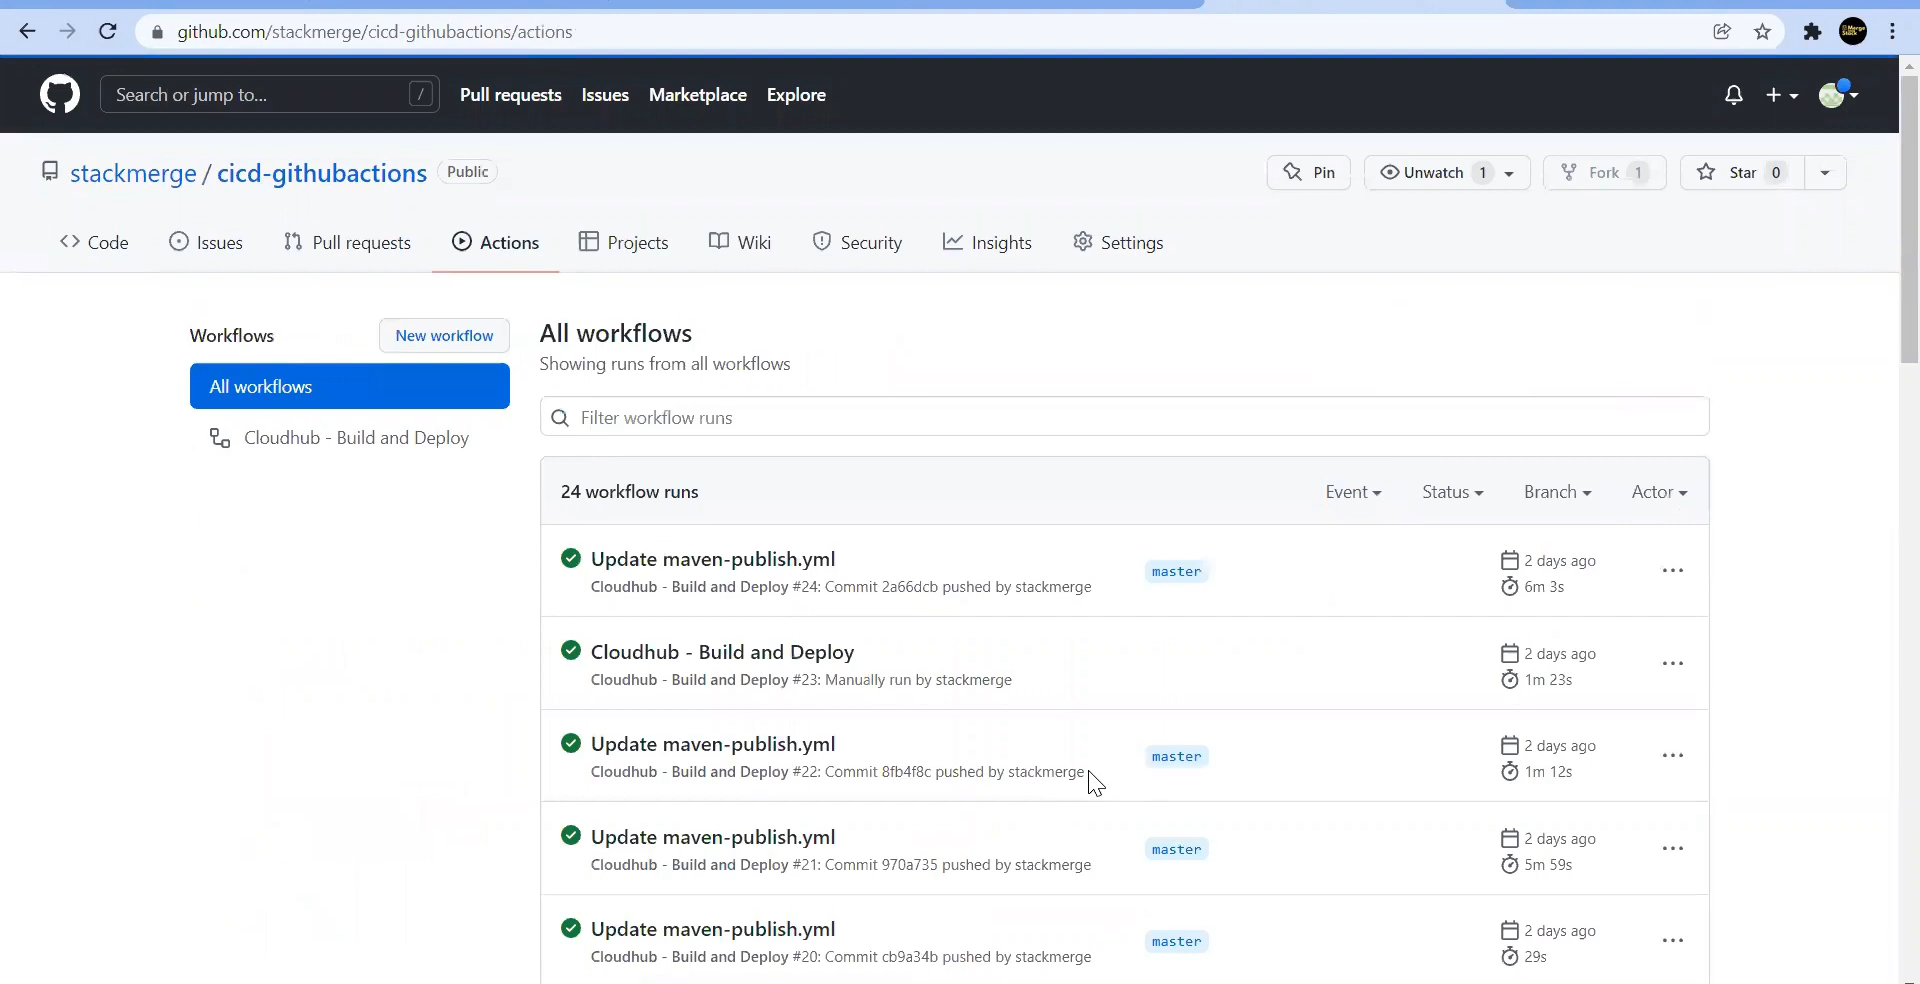 github.com/stackmerge/cicd-githubactions/actions
Search or jump to... / Pull requests Issues Marketplace Explore
stackmerge / cicd-githubactions Public Pin Unwatch 1 Fork 1 Star 0
Code Issues Pull requests Actions Projects Wiki Security Insights Settings
Workflows New workflow
All workflows
Cloudhub - Build and Deploy
All workflows
Showing runs from all workflows
Filter workflow runs
24 workflow runs Event Status Branch Actor
Update maven-publish.yml
Cloudhub - Build and Deploy #24: Commit 2a66dcb pushed by stackmerge
master
2 days ago
6m 3s
Cloudhub - Build and Deploy
Cloudhub - Build and Deploy #23: Manually run by stackmerge
2 days ago
1m 23s
Update maven-publish.yml
Cloudhub - Build and Deploy #22: Commit 8fb4f8c pushed by stackmerge
master
2 days ago
1m 12s
Update maven-publish.yml
Cloudhub - Build and Deploy #21: Commit 970a735 pushed by stackmerge
master
2 days ago
5m 59s
Update maven-publish.yml
Cloudhub - Build and Deploy #20: Commit cb9a34b pushed by stackmerge
master
2 days ago
29s